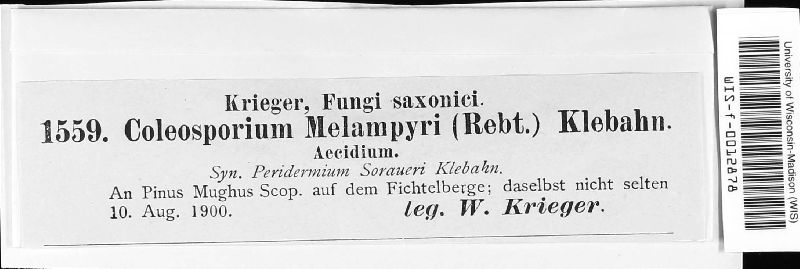 Krieger, Fungi saxonici.
1559. Coleosporium Melampyri (Rebt.) Klebahn.
Aecidium.
Syn. Peridermium Soraueri Klebahn.
An Pinus Mughus Scop. auf dem Fichtelberge; daselbst nicht selten
10. Aug. 1900. leg. W. Krieger.
University of Wisconsin-Madison (WIS)
WIS-f-0012878